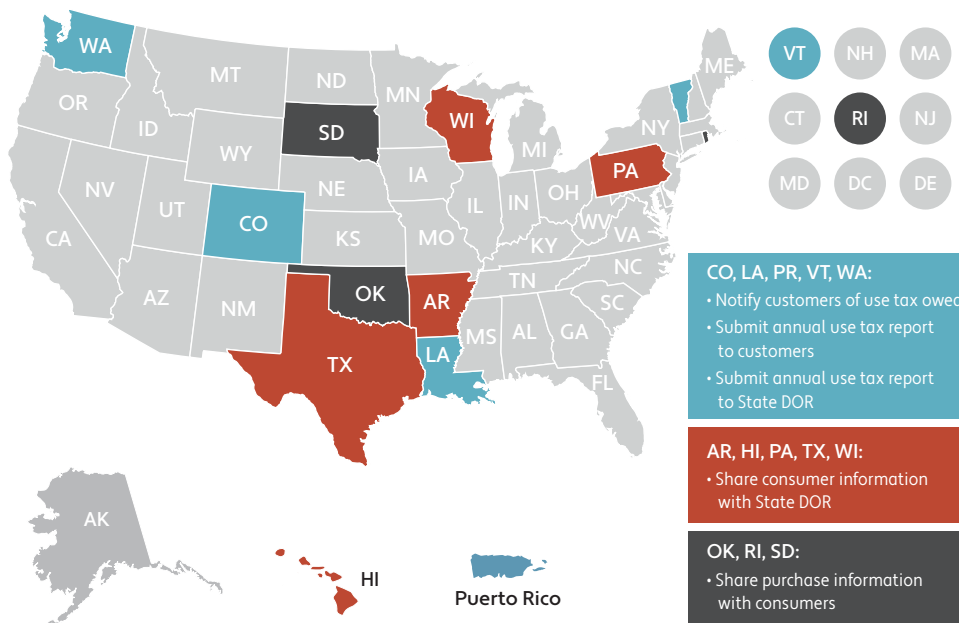 WA
MT
ND
MN
ME
OR
ID
SD
WI
NY
WY
MI
PA
NV
UT
CO
NE
IA
IL
IN
OH
WV
VA
CA
KS
MO
KY
NC
AZ
NM
OK
AR
TN
SC
TX
LA
MS
AL
GA
FL
AK
HI
Puerto Rico
VT
NH
MA
CT
RI
NJ
MD
DC
DE
CO, LA, PR, VT, WA:
• Notify customers of use tax owed
• Submit annual use tax report
to customers
• Submit annual use tax report
to State DOR
AR, HI, PA, TX, WI:
• Share consumer information
with State DOR
OK, RI, SD:
• Share purchase information
with consumers